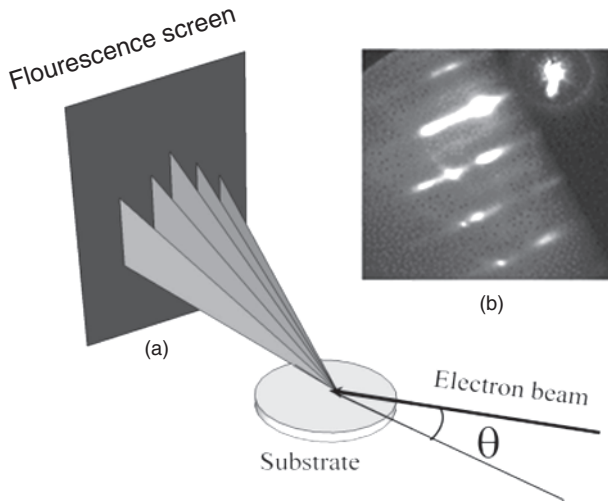 Flourescence screen
(b)
(a)
Electron beam
θ
Substrate